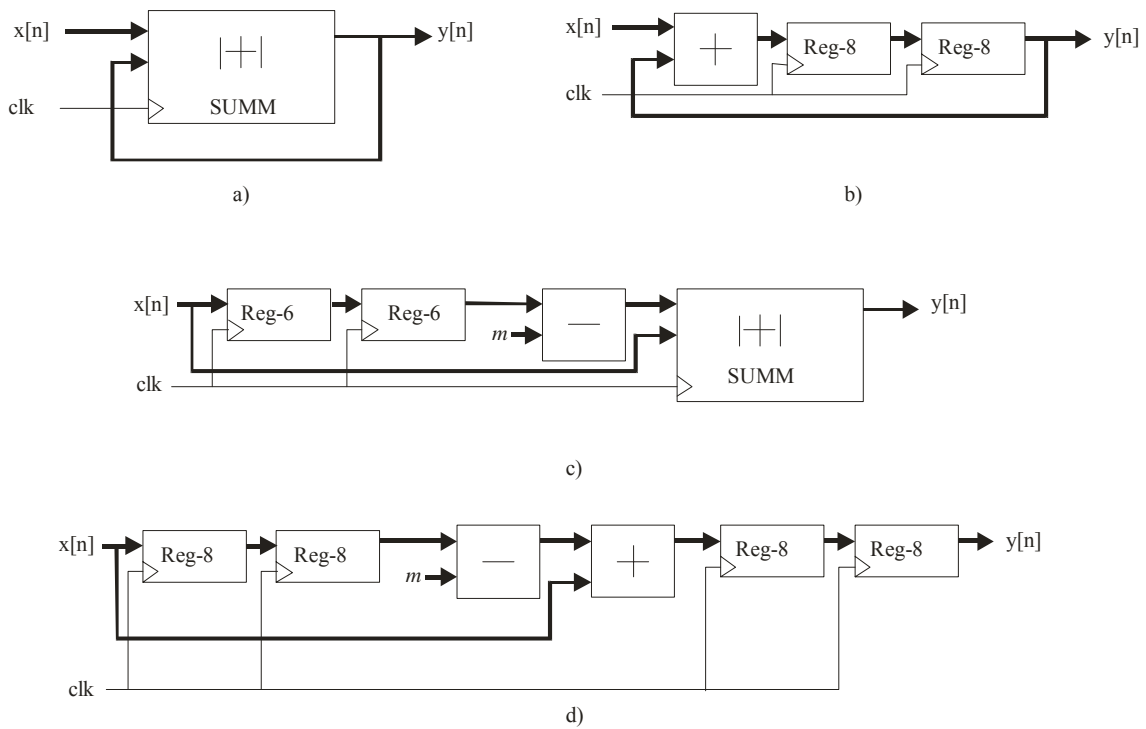 x[n]
|+|
y[n]
clk
SUMM
a)
x[n]
+
Reg-8
Reg-8
y[n]
clk
b)
x[n]
Reg-6
Reg-6
m
—
|+|
y[n]
clk
SUMM
c)
x[n]
Reg-8
Reg-8
m
—
+
Reg-8
Reg-8
y[n]
clk
d)